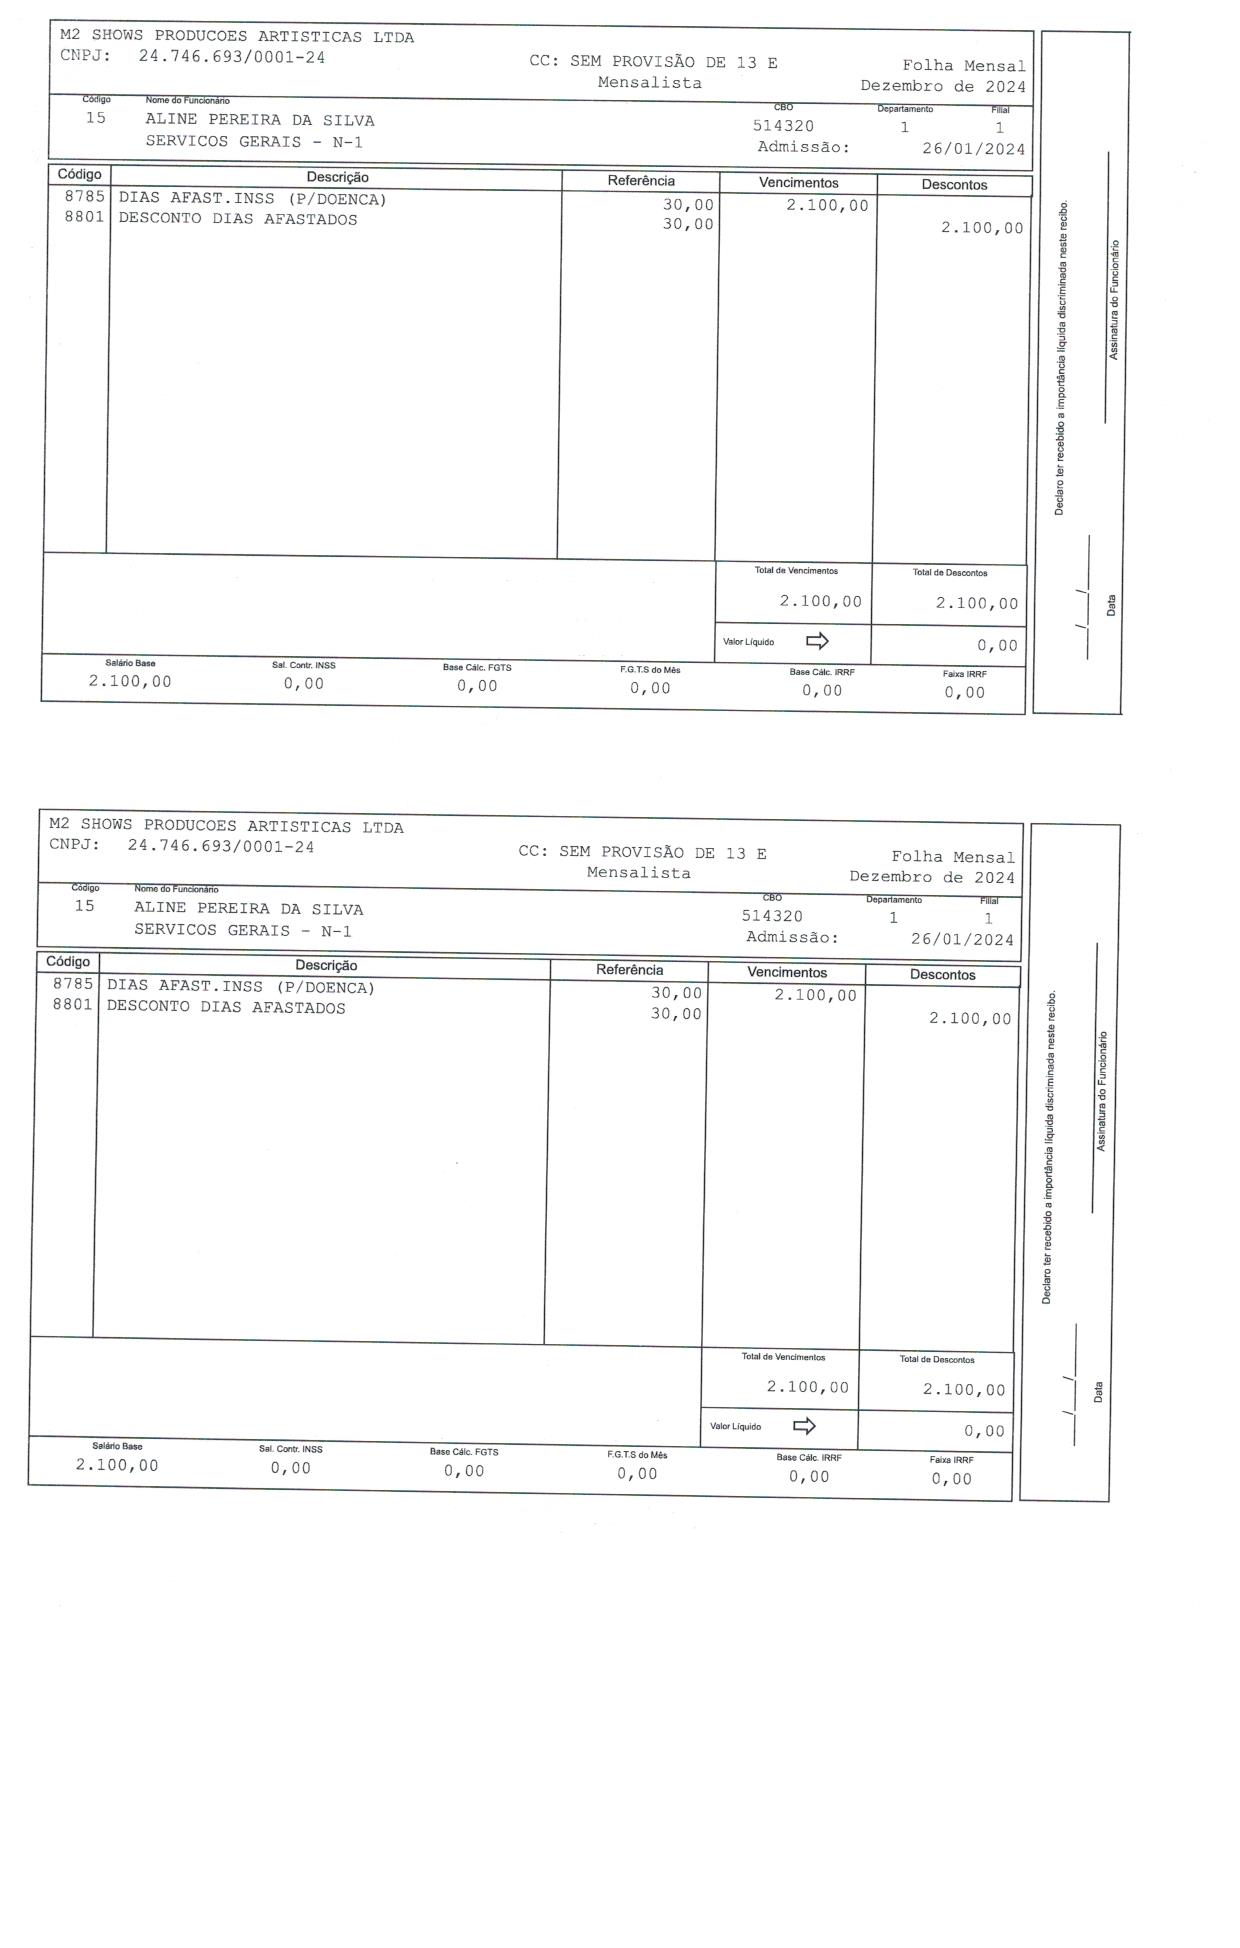 M2 SHOWS PRODUCOES ARTISTICAS LTDA
CNPJ: 24.746.693/0001-24 CC: SEM PROVISÃO DE 13 E Folha Mensal
Mensalista Dezembro de 2024
Código Nome do Funcionário CBO Departamento Filial
15 ALINE PEREIRA DA SILVA 514320 1 1
SERVICOS GERAIS - N-1 Admissão: 26/01/2024
Código Descrição Referência Vencimentos Descontos
8785 DIAS AFAST.INSS (P/DOENCA) 30,00 2.100,00
8801 DESCONTO DIAS AFASTADOS 30,00 2.100,00
Total de Vencimentos Total de Descontos
2.100,00 2.100,00
Valor Líquido 0,00
Salário Base Sal. Contr. INSS Base Cálc. FGTS F.G.T.S do Mês Base Cálc. IRRF Faixa IRRF
2.100,00 0,00 0,00 0,00 0,00 0,00
Declaro ter recebido a importância líquida discriminada neste recibo.
___/___/___ Data
Assinatura do Funcionário
M2 SHOWS PRODUCOES ARTISTICAS LTDA
CNPJ: 24.746.693/0001-24 CC: SEM PROVISÃO DE 13 E Folha Mensal
Mensalista Dezembro de 2024
Código Nome do Funcionário CBO Departamento Filial
15 ALINE PEREIRA DA SILVA 514320 1 1
SERVICOS GERAIS - N-1 Admissão: 26/01/2024
Código Descrição Referência Vencimentos Descontos
8785 DIAS AFAST.INSS (P/DOENCA) 30,00 2.100,00
8801 DESCONTO DIAS AFASTADOS 30,00 2.100,00
Total de Vencimentos Total de Descontos
2.100,00 2.100,00
Valor Líquido 0,00
Salário Base Sal. Contr. INSS Base Cálc. FGTS F.G.T.S do Mês Base Cálc. IRRF Faixa IRRF
2.100,00 0,00 0,00 0,00 0,00 0,00
Declaro ter recebido a importância líquida discriminada neste recibo.
___/___/___ Data
Assinatura do Funcionário